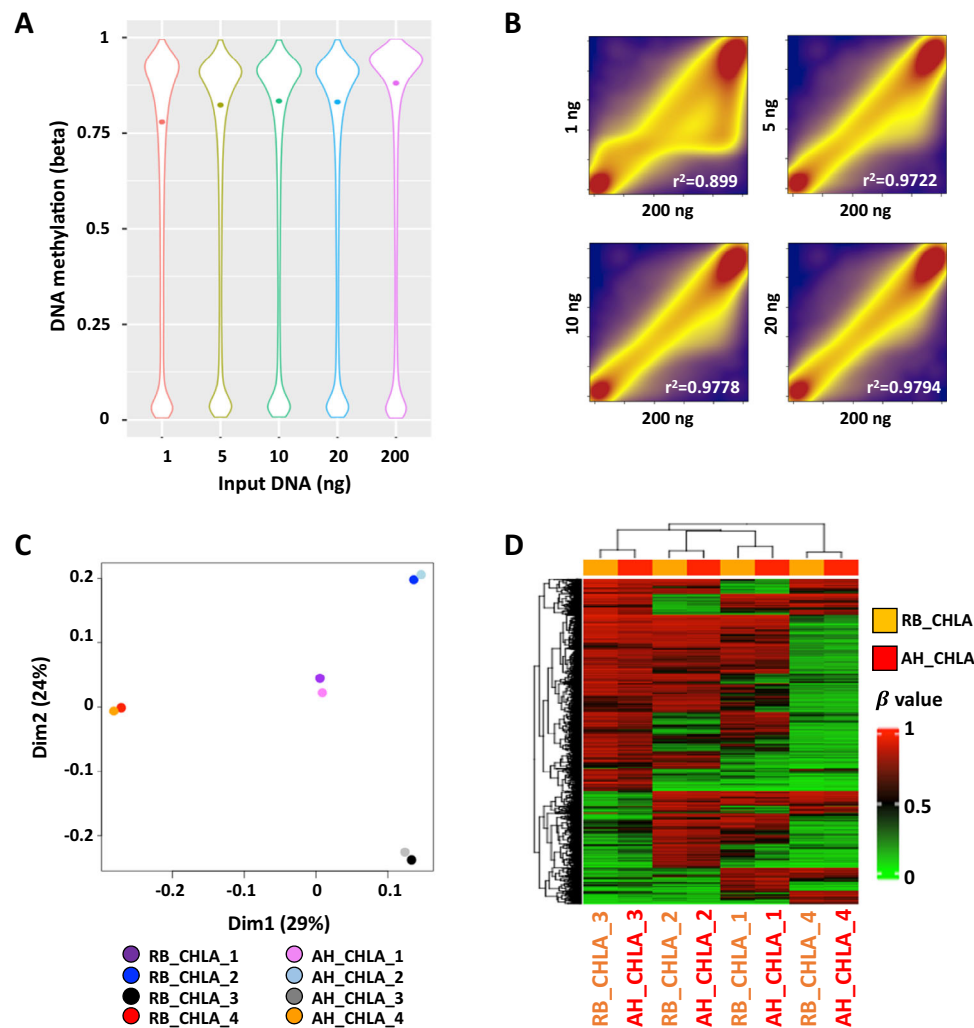 A
DNA methylation (beta)
1
0.75
0.5
0.25
0
1 5 10 20 200
Input DNA (ng)
B
1 ng
r²=0.899
200 ng
5 ng
r²=0.9722
200 ng
10 ng
r²=0.9778
200 ng
20 ng
r²=0.9794
200 ng
C
Dim2 (24%)
0.2
0.1
0
-0.1
-0.2
-0.2 -0.1 0 0.1
Dim1 (29%)
RB_CHLA_1
RB_CHLA_2
RB_CHLA_3
RB_CHLA_4
AH_CHLA_1
AH_CHLA_2
AH_CHLA_3
AH_CHLA_4
D
RB_CHLA
AH_CHLA
β value
1
0.5
0
RB_CHLA_3
AH_CHLA_3
RB_CHLA_2
AH_CHLA_2
RB_CHLA_1
AH_CHLA_1
RB_CHLA_4
AH_CHLA_4